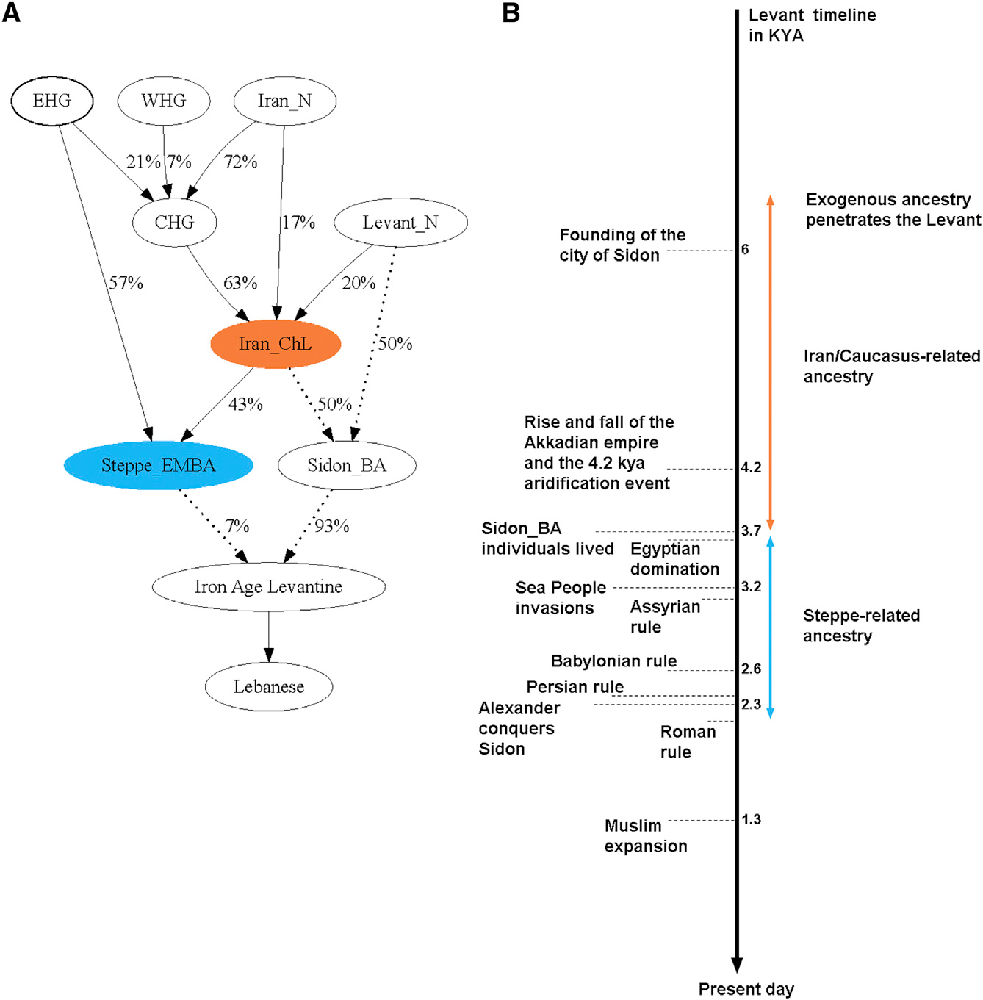 A
EHG
WHG
Iran_N
21%
7%
72%
CHG
17%
Levant_N
57%
63%
20%
Iran_ChL
50%
43%
50%
Steppe_EMBA
Sidon_BA
7%
93%
Iron Age Levantine
Lebanese
B
Levant timeline
in KYA
Exogenous ancestry
penetrates the Levant
Founding of the
city of Sidon
6
Iran/Caucasus-related
ancestry
Rise and fall of the
Akkadian empire
and the 4.2 kya
aridification event
4.2
Sidon_BA
individuals lived
3.7
Egyptian
domination
Sea People
invasions
3.2
Assyrian
rule
Steppe-related
ancestry
Babylonian rule
2.6
Persian rule
Alexander
conquers
Sidon
2.3
Roman
rule
Muslim
expansion
1.3
Present day